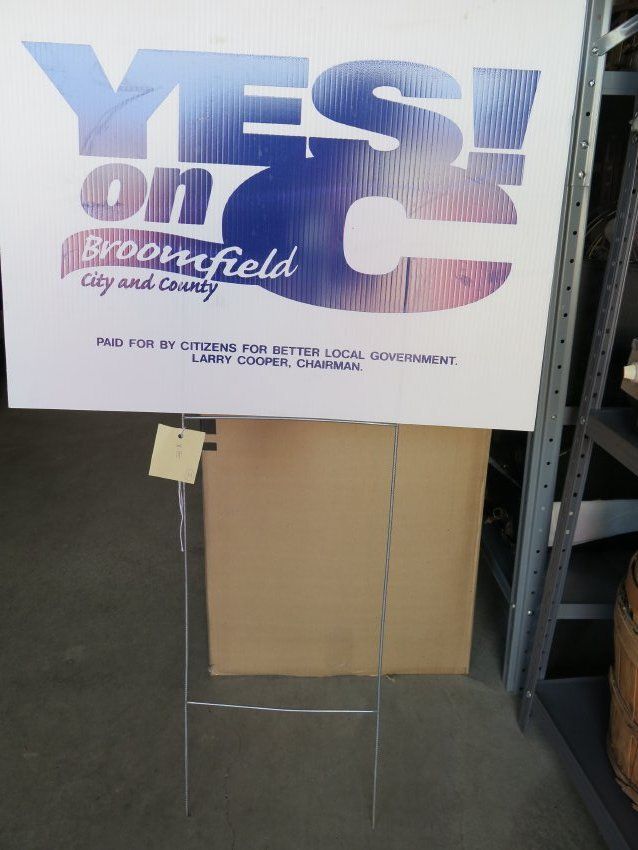 YES!
on C
Broomfield
City and County
PAID FOR BY CITIZENS FOR BETTER LOCAL GOVERNMENT.
LARRY COOPER, CHAIRMAN.